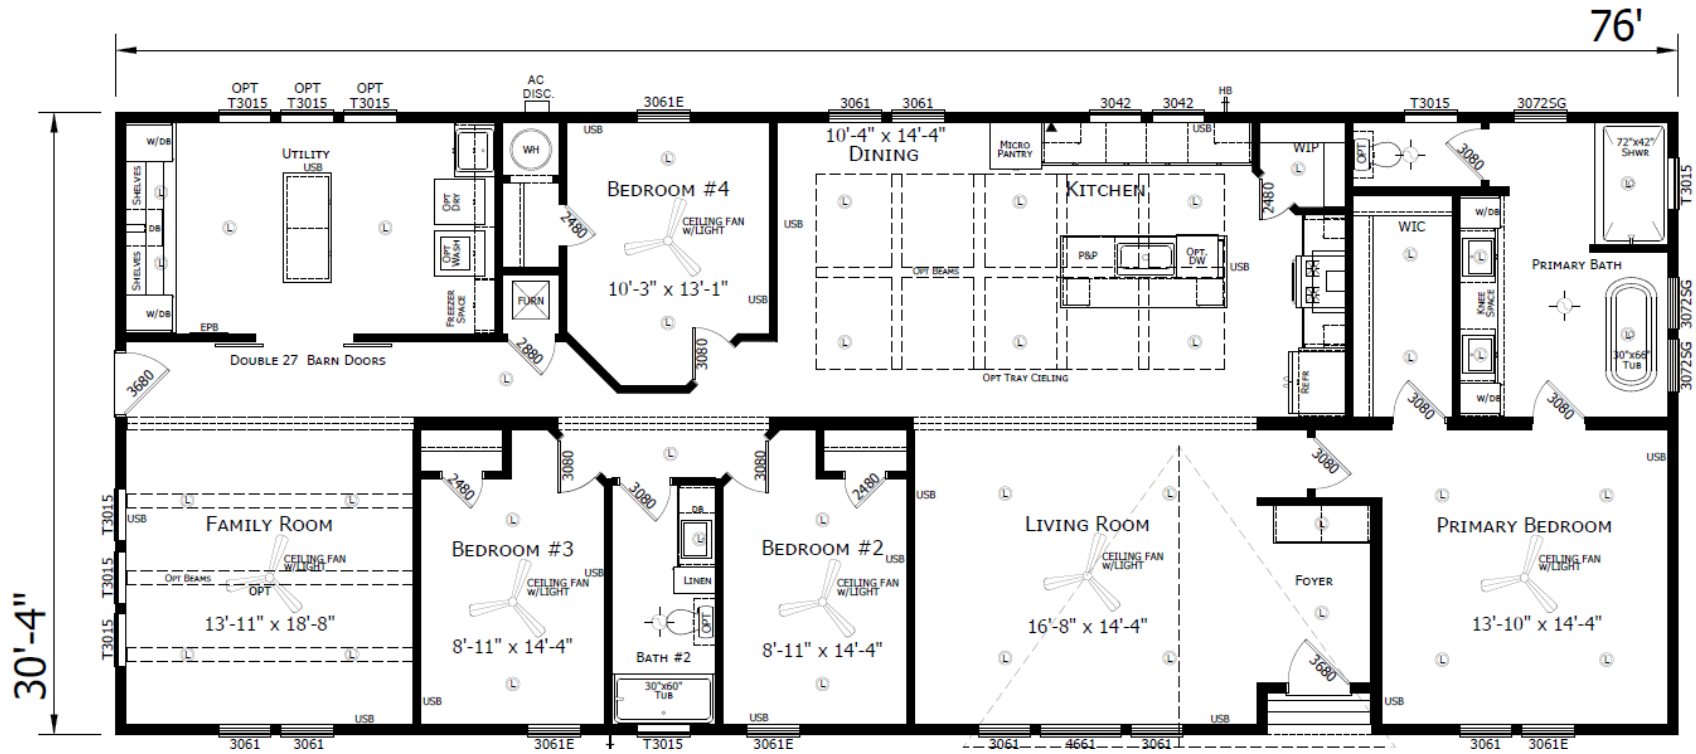 76'
30'-4"
OPT
T3015
OPT
T3015
OPT
T3015
AC
DISC.
3061E
3061
3061
3042
3042
HB
T3015
3072SG
W/DB
SHELVES
DB
SHELVES
W/DB
EPB
UTILITY
USB
OPT
DRY
OPT
WASH
FREEZER
SPACE
WH
FURN
2480
2880
USB
BEDROOM #4
CEILING FAN
w/LIGHT
10'-3" x 13'-1"
USB
3080
10'-4" x 14'-4"
DINING
USB
MICRO
PANTRY
USB
KITCHEN
OPT BEAMS
P&P
OPT.
DW
USB
OPT TRAY CIELING
WIP
2480
REFR
OPT
3080
72"x42"
SHWR
T3015
WIC
W/DB
KNEE
SPACE
W/DB
PRIMARY BATH
3072SG
3072SG
30"x66"
TUB
3080
3080
3680
DOUBLE 27 BARN DOORS
T3015
T3015
T3015
USB
FAMILY ROOM
CEILING FAN
w/LIGHT
OPT BEAMS
OPT
13'-11" x 18'-8"
USB
3061
3061
2480
3080
BEDROOM #3
USB
CEILING FAN
w/LIGHT
8'-11" x 14'-4"
USB
3061E
3080
DB
LINEN
OPT
BATH #2
30"x60"
TUB
T3015
3080
2480
BEDROOM #2
USB
CEILING FAN
w/LIGHT
8'-11" x 14'-4"
USB
3061E
USB
LIVING ROOM
CEILING FAN
w/LIGHT
16'-8" x 14'-4"
USB
3061
4661
3061
3080
FOYER
3680
USB
PRIMARY BEDROOM
CEILING FAN
w/LIGHT
13'-10" x 14'-4"
USB
3061
3061E